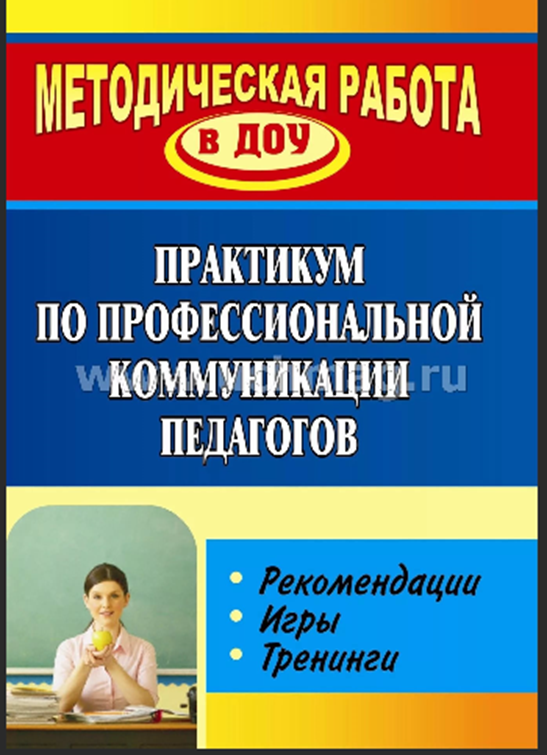 МЕТОДИЧЕСКАЯ РАБОТА
В ДОУ
ПРАКТИКУМ
ПО ПРОФЕССИОНАЛЬНОЙ
КОММУНИКАЦИИ
ПЕДАГОГОВ
• Рекомендации
• Игры
• Тренинги